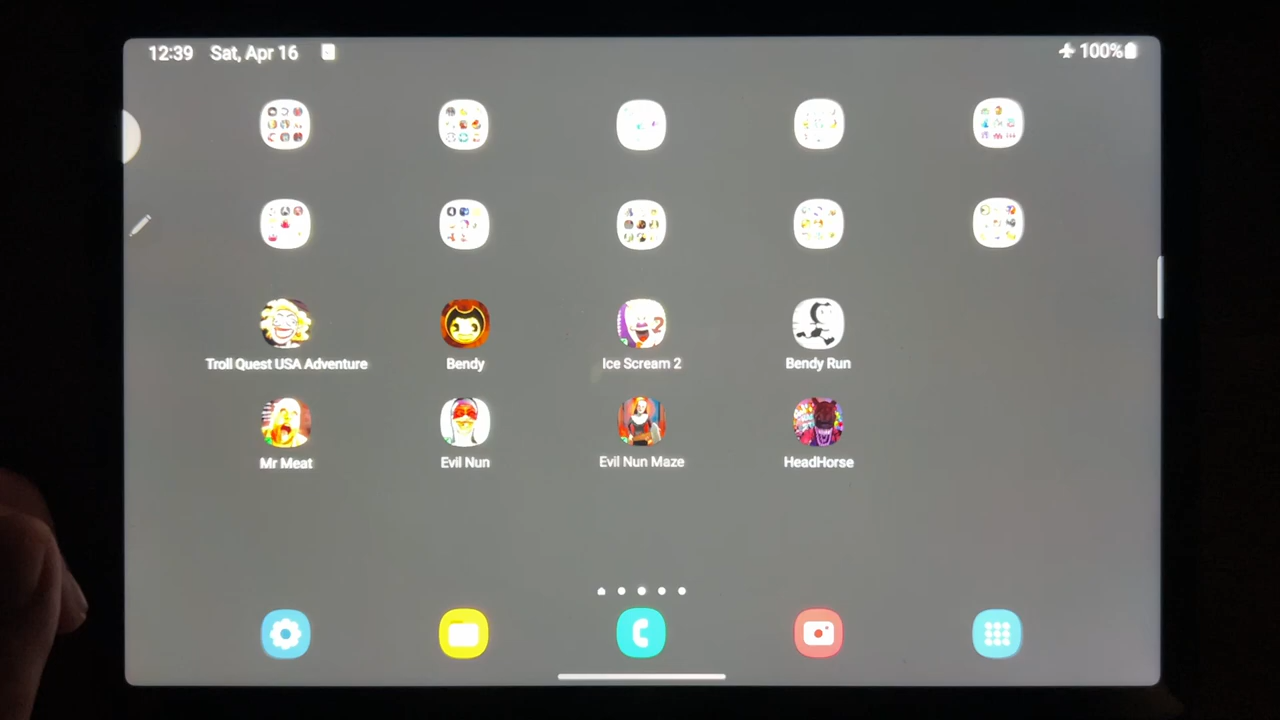 12:39 Sat, Apr 16 100%
Troll Quest USA Adventure Bendy Ice Scream 2 Bendy Run
Mr Meat Evil Nun Evil Nun Maze HeadHorse